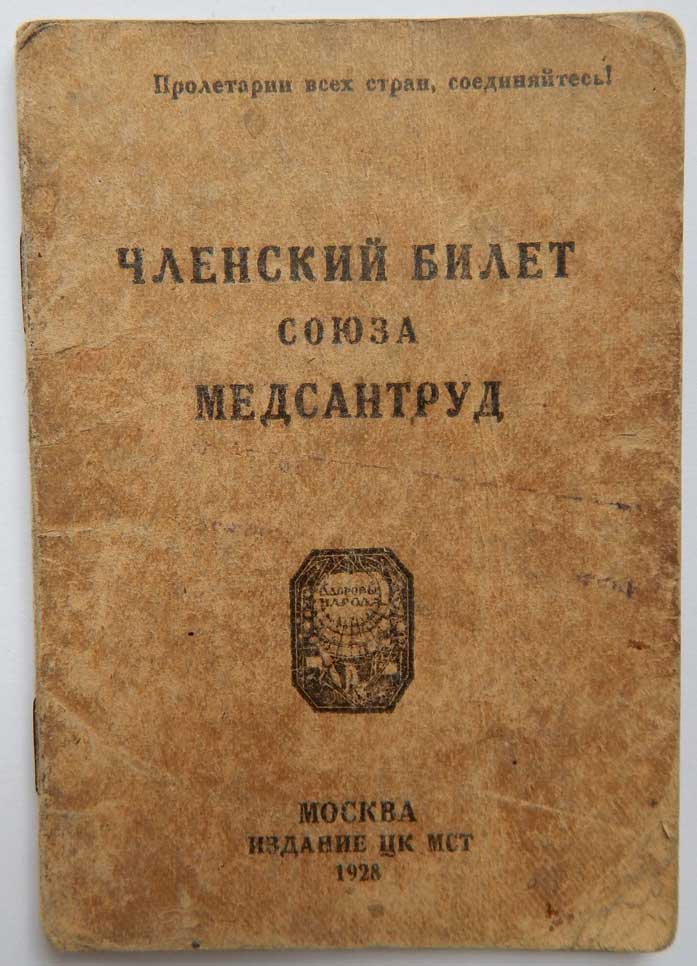 Пролетарии всех стран, соединяйтесь!
ЧЛЕНСКИЙ БИЛЕТ
СОЮЗА
МЕДСАНТРУД
ЗДОРОВЬЕ
НАРОДА
МОСКВА
ИЗДАНИЕ ЦК МСТ
1928